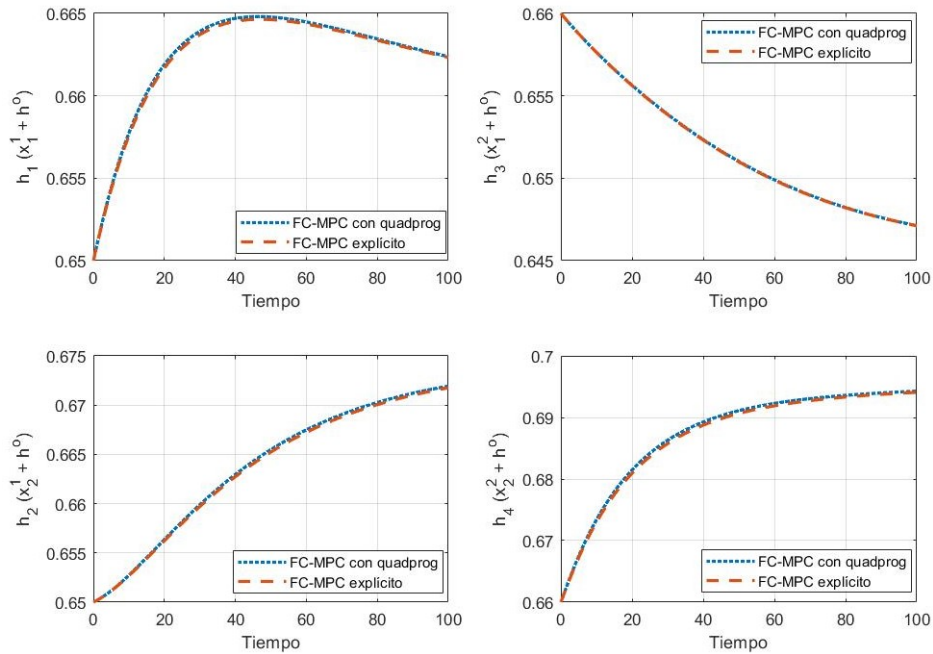 0.665
0.66
0.655
0.65
h₁ (x₁¹ + hº)
0 20 40 60 80 100
Tiempo
FC-MPC con quadprog
FC-MPC explícito
0.66
0.655
0.65
0.645
h₃ (x₁² + hº)
0 20 40 60 80 100
Tiempo
FC-MPC con quadprog
FC-MPC explícito
0.675
0.67
0.665
0.66
0.655
0.65
h₂ (x₂¹ + hº)
0 20 40 60 80 100
Tiempo
FC-MPC con quadprog
FC-MPC explícito
0.7
0.69
0.68
0.67
0.66
h₄ (x₂² + hº)
0 20 40 60 80 100
Tiempo
FC-MPC con quadprog
FC-MPC explícito